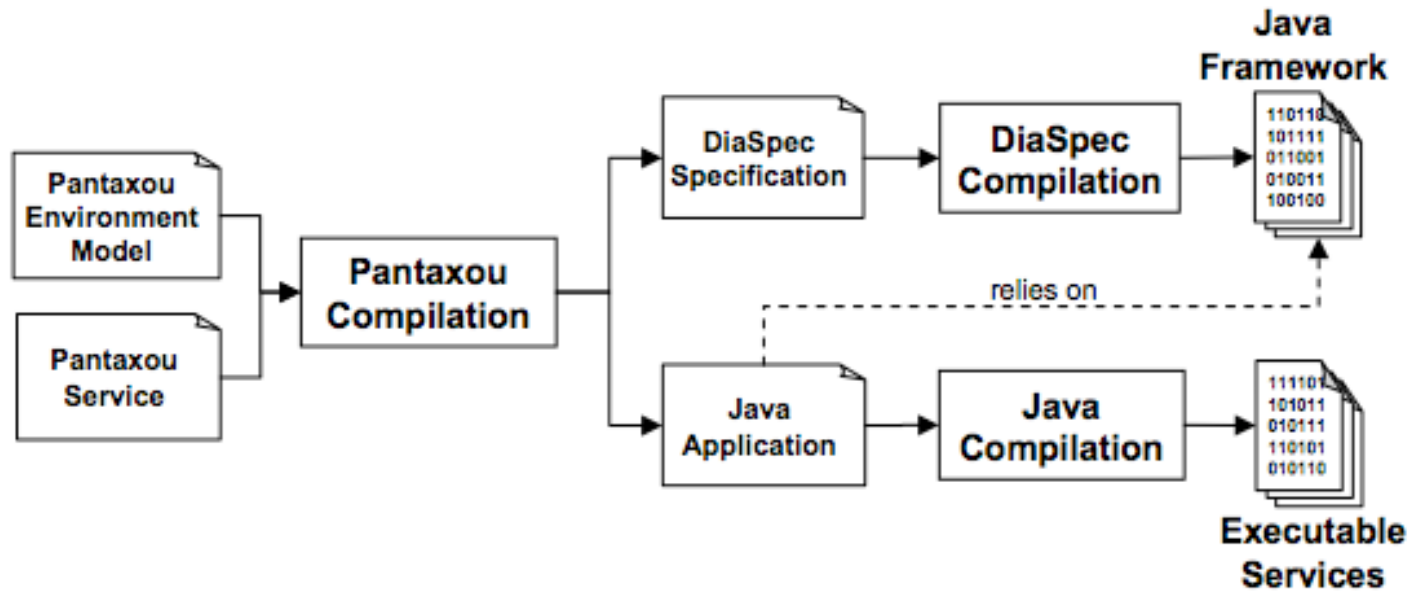 Java
Framework
110110
101111
011001
010011
100100
DiaSpec
Specification
DiaSpec
Compilation
Pantaxou
Environment
Model
Pantaxou
Compilation
relies on
Pantaxou
Service
Java
Application
Java
Compilation
111101
101011
010111
110101
010110
Executable
Services